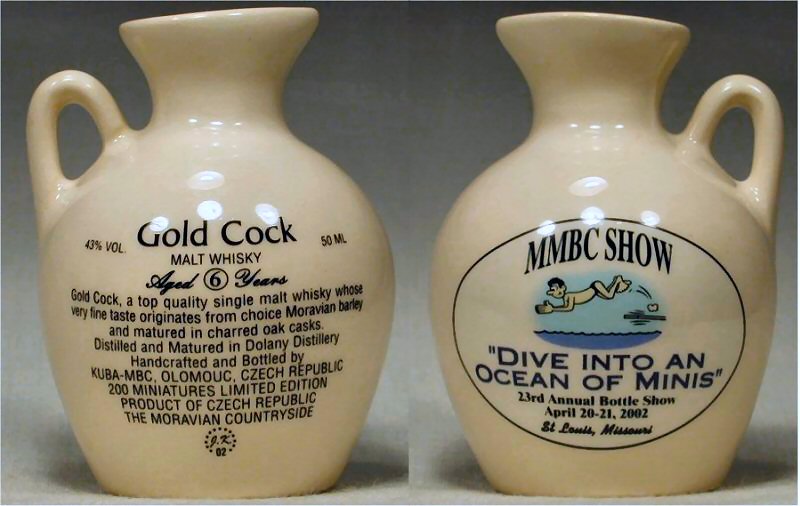 43% VOL. Gold Cock 50 ML
MALT WHISKY
Aged 6 Years
Gold Cock, a top quality single malt whisky whose
very fine taste originates from choice Moravian barley
and matured in charred oak casks.
Distilled and Matured in Dolany Distillery
Handcrafted and Bottled by
KUBA-MBC, OLOMOUC, CZECH REPUBLIC
200 MINIATURES LIMITED EDITION
PRODUCT OF CZECH REPUBLIC
THE MORAVIAN COUNTRYSIDE
J.K.
02
MMBC SHOW
"DIVE INTO AN
OCEAN OF MINIS"
23rd Annual Bottle Show
April 20-21, 2002
St Louis, Missouri